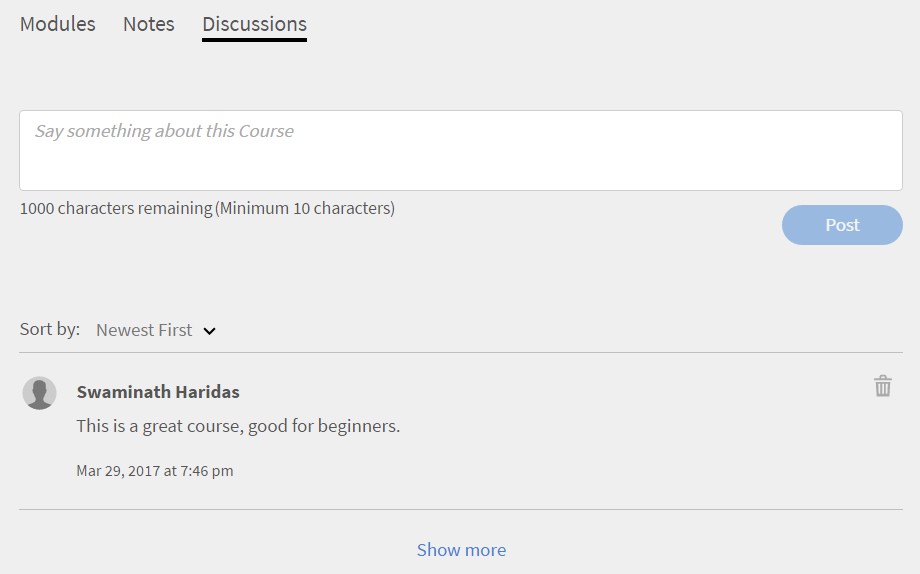 Modules Notes Discussions
Say something about this Course
1000 characters remaining (Minimum 10 characters)
Post
Sort by: Newest First
Swaminath Haridas
This is a great course, good for beginners.
Mar 29, 2017 at 7:46 pm
Show more